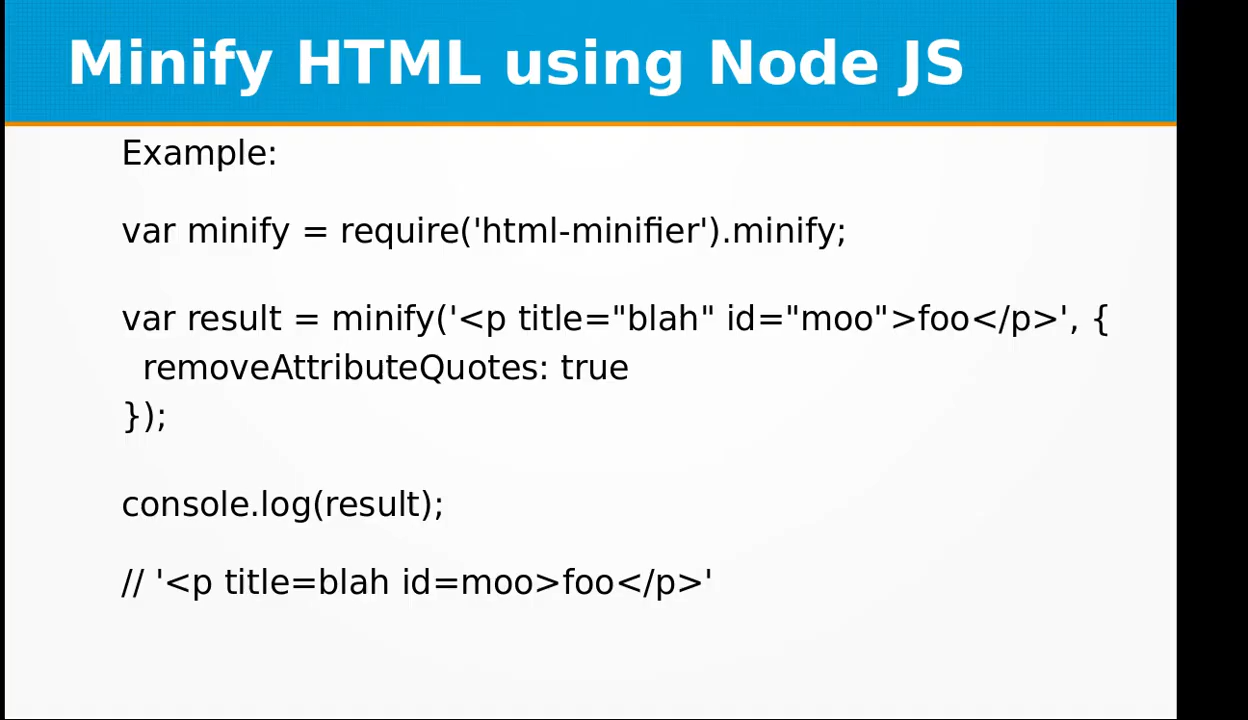 Minify HTML using Node JS
Example:
var minify = require('html-minifier').minify;
var result = minify('<p title="blah" id="moo">foo</p>', {
  removeAttributeQuotes: true
});
console.log(result);
// '<p title=blah id=moo>foo</p>'